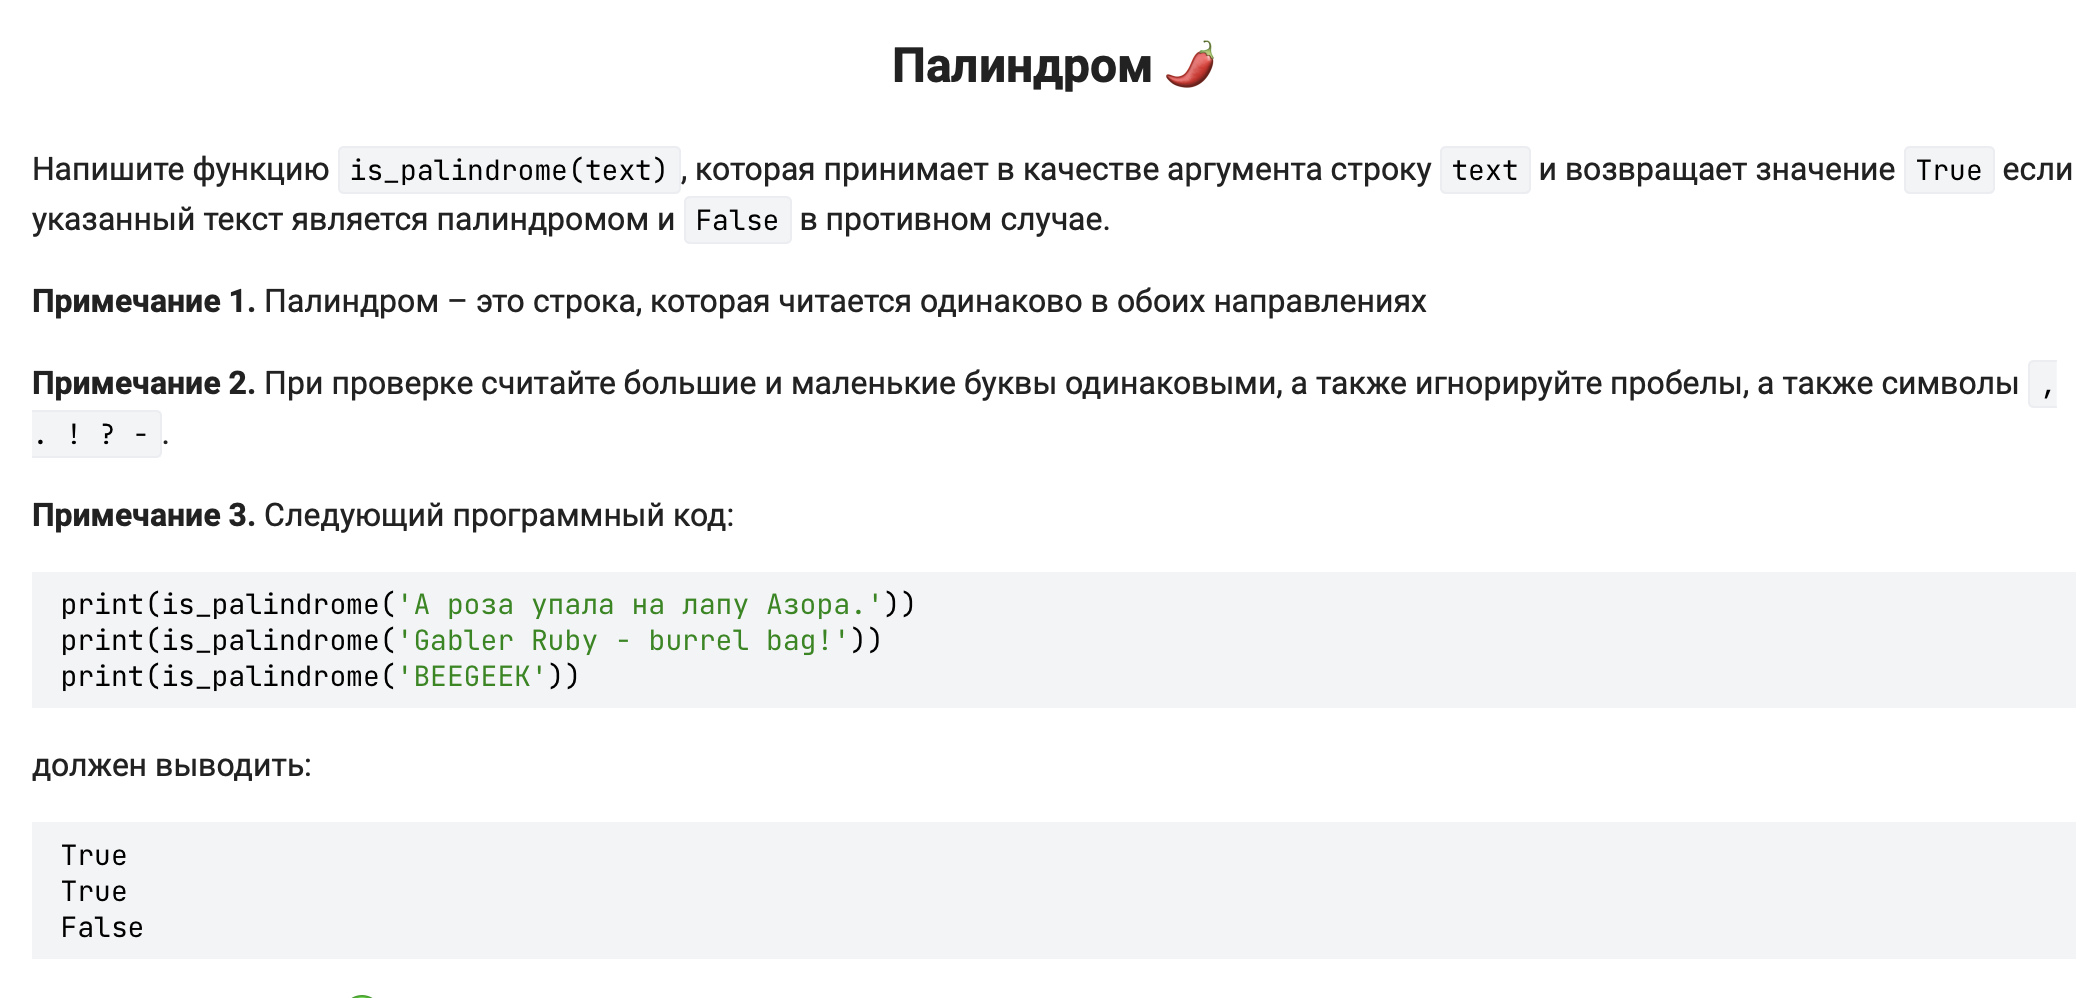 Палиндром 🌶️
Напишите функцию is_palindrome(text), которая принимает в качестве аргумента строку text и возвращает значение True если
указанный текст является палиндромом и False в противном случае.
Примечание 1. Палиндром – это строка, которая читается одинаково в обоих направлениях
Примечание 2. При проверке считайте большие и маленькие буквы одинаковыми, а также игнорируйте пробелы, а также символы ,
. ! ? -.
Примечание 3. Следующий программный код:
print(is_palindrome('А роза упала на лапу Азора.'))
print(is_palindrome('Gabler Ruby - burrel bag!'))
print(is_palindrome('BEEGEEK'))
должен выводить:
True
True
False